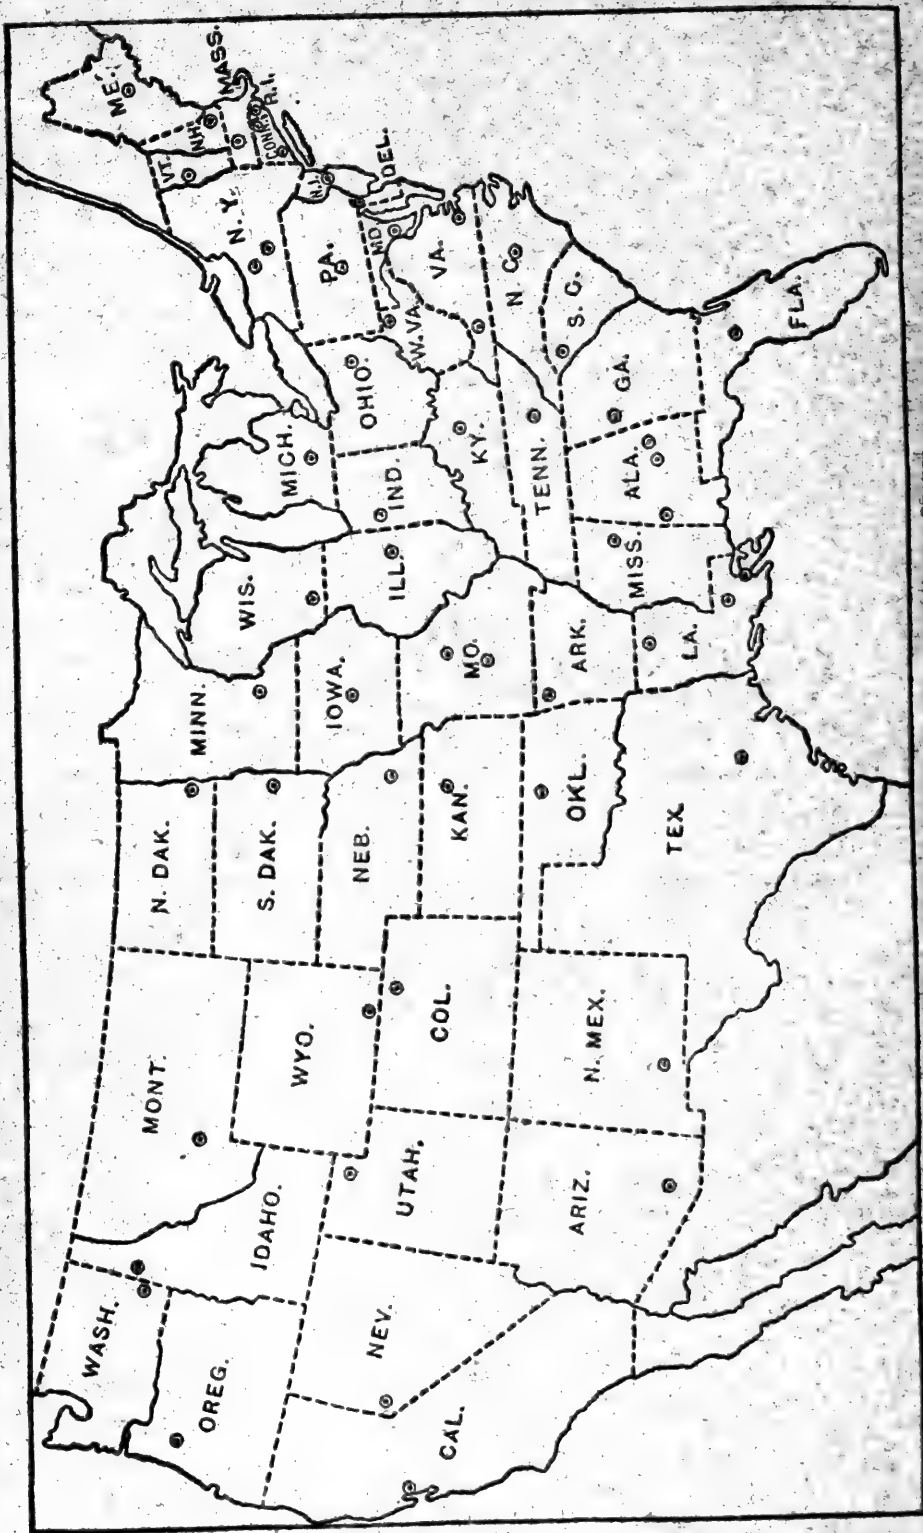 WASH.
OREG.
CAL.
NEV.
IDAHO.
MONT.
WYO.
UTAH.
ARIZ.
COL.
N. MEX.
N. DAK.
S. DAK.
NEB.
KAN.
OKL.
TEX.
MINN.
IOWA.
MO.
ARK.
LA.
WIS.
ILL.
MICH.
IND.
OHIO.
KY.
TENN.
MISS.
ALA.
GA.
FLA.
S. C.
N. C.
VA.
W. VA.
MD.
DEL.
PA.
N.J.
N. Y.
VT.
N.H.
ME.
MASS.
R.I.
CONN.